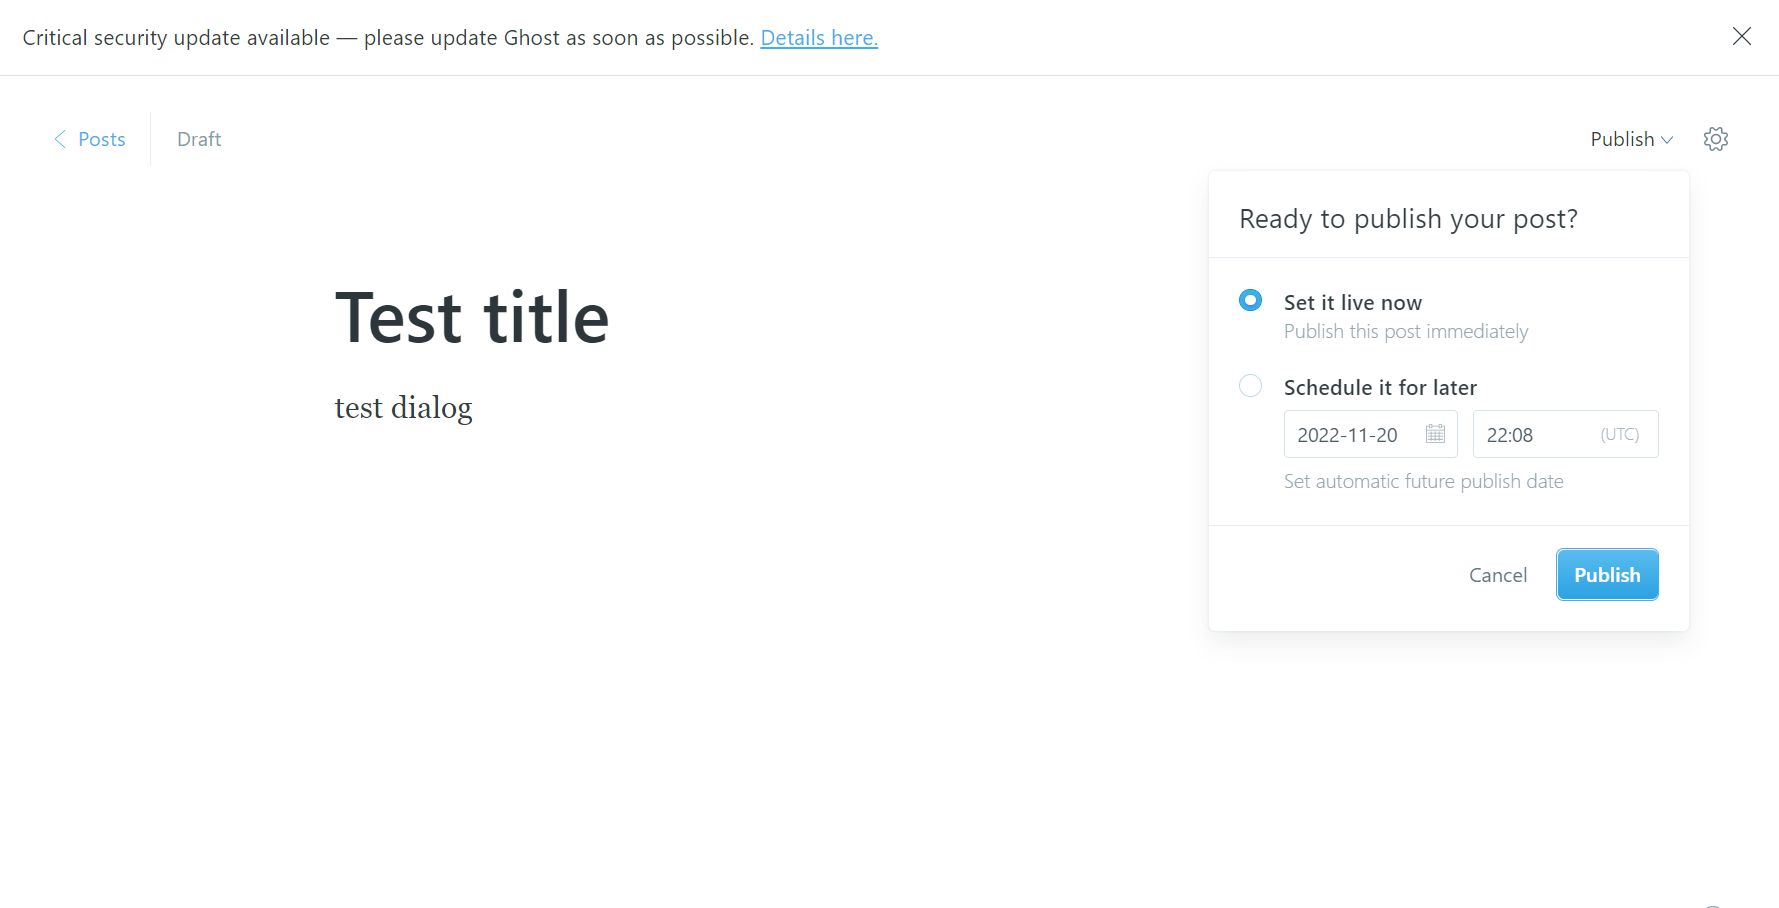 Critical security update available — please update Ghost as soon as possible. Details here.
Posts
Draft
Publish
Ready to publish your post?
Test title
Set it live now
Publish this post immediately
Schedule it for later
test dialog
2022-11-20
22:08 (UTC)
Set automatic future publish date
Cancel
Publish